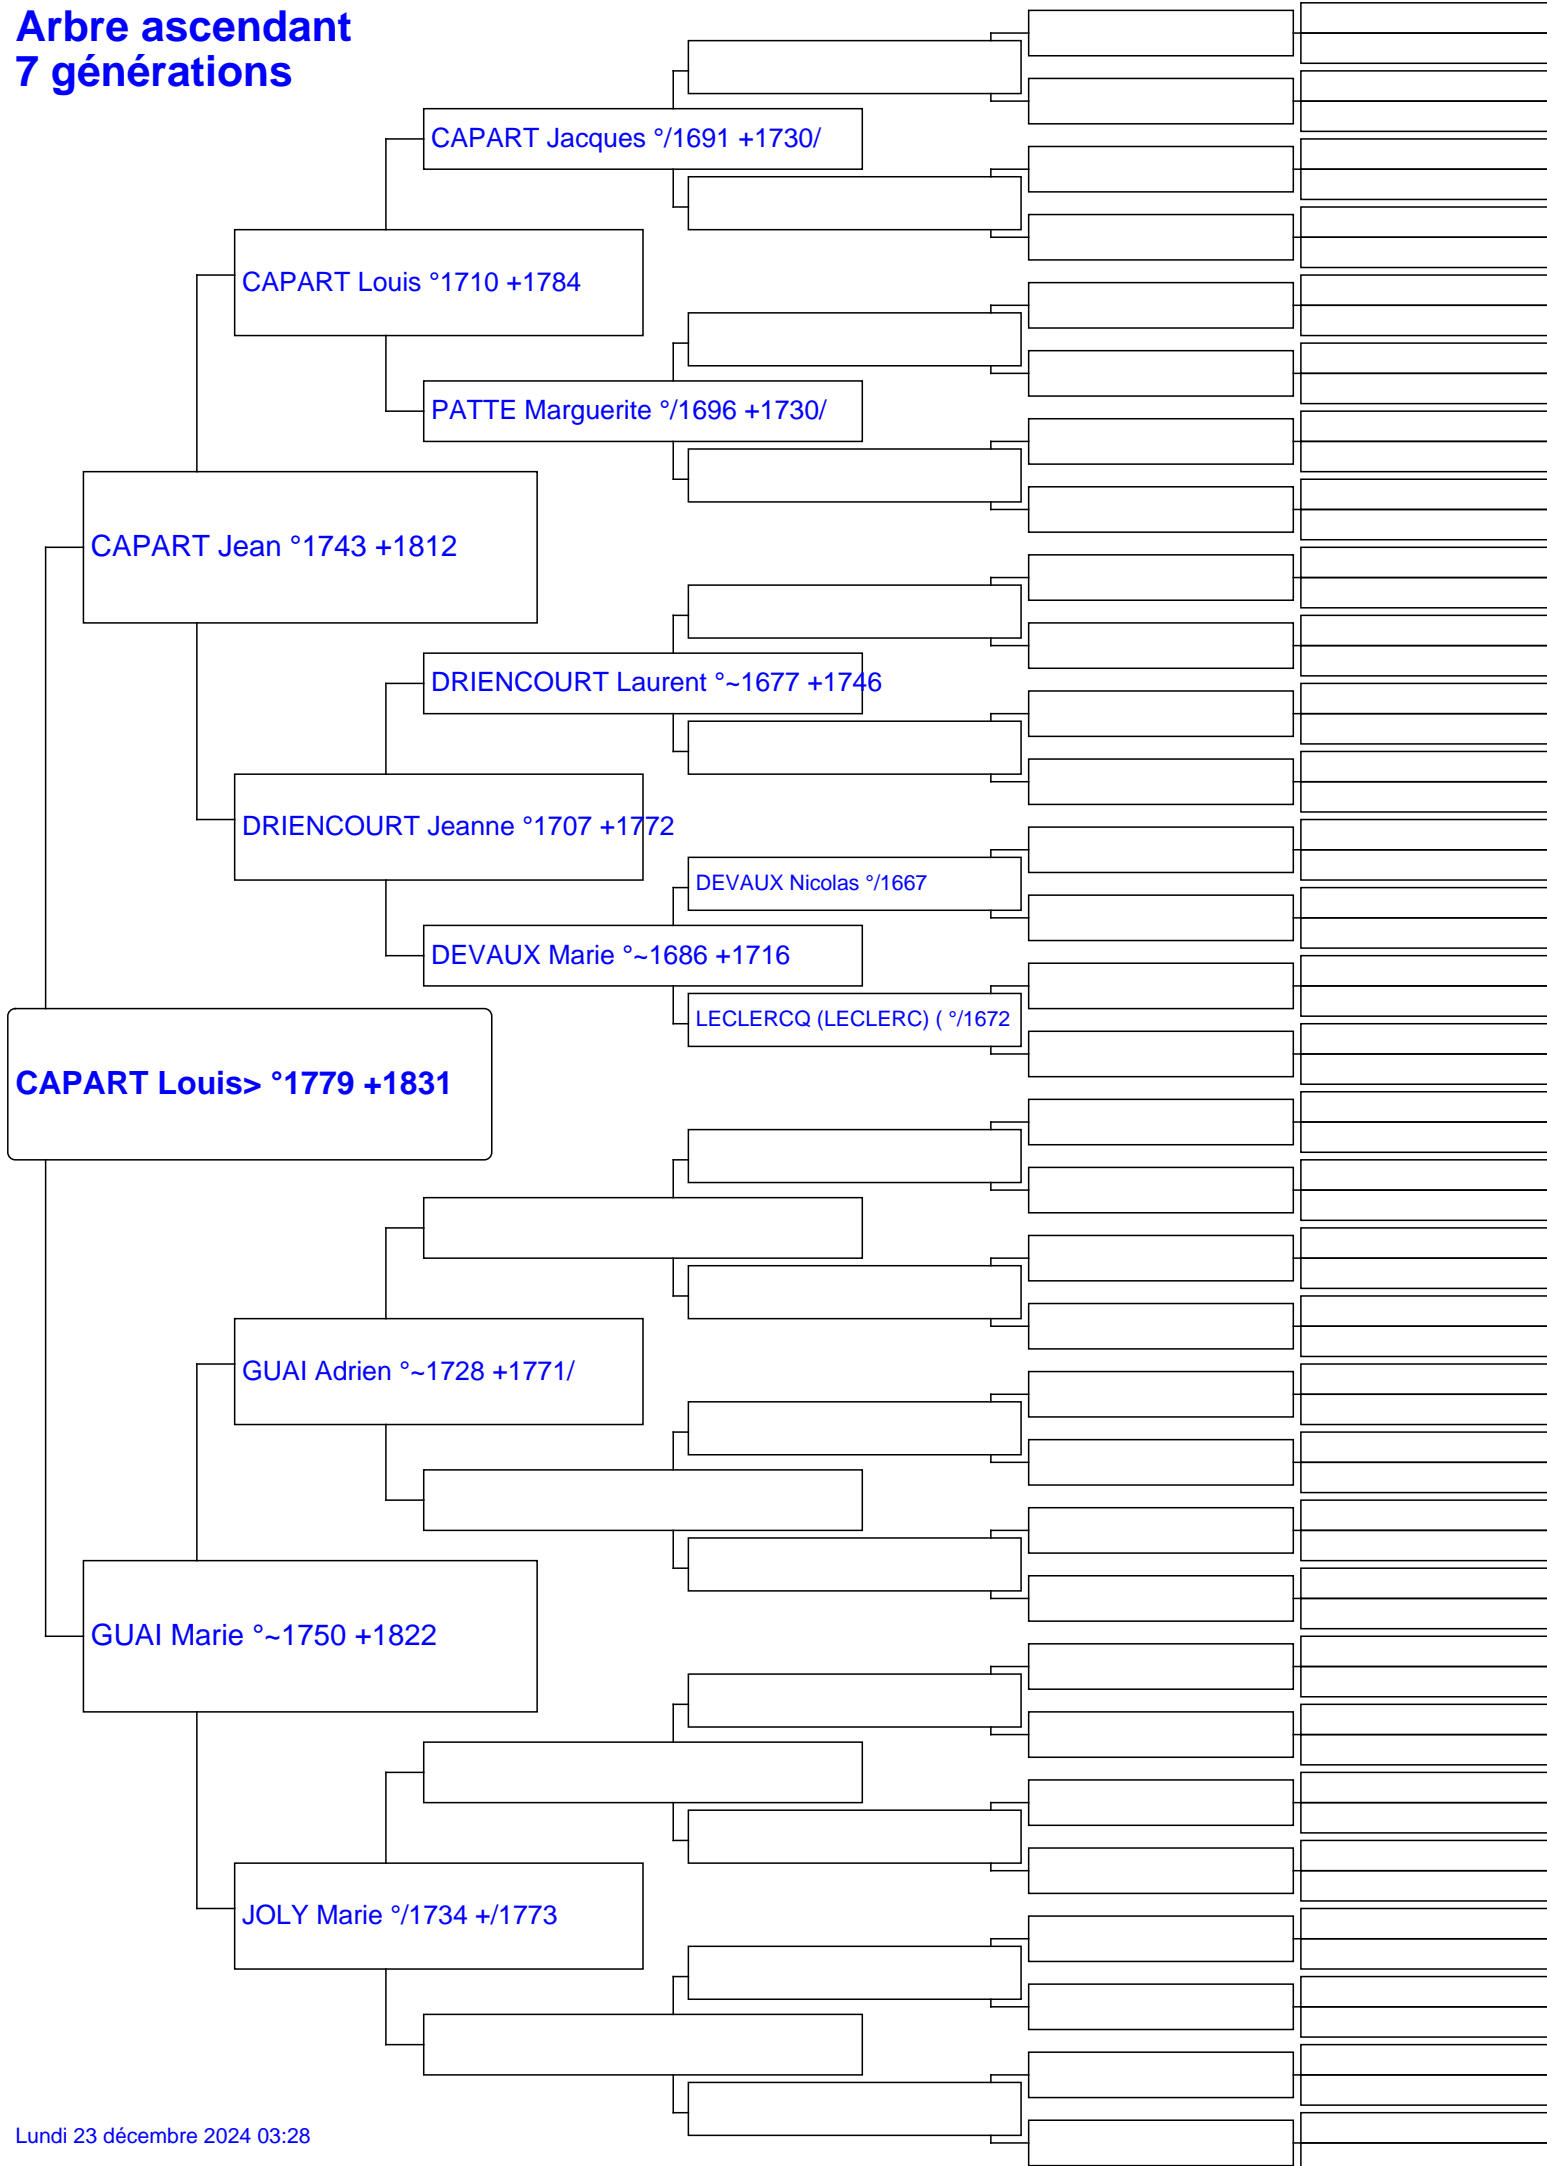 Arbre ascendant
7 générations
CAPART Jacques °/1691 +1730/
CAPART Louis °1710 +1784
PATTE Marguerite °/1696 +1730/
CAPART Jean °1743 +1812
DRIENCOURT Laurent °~1677 +1746
DRIENCOURT Jeanne °1707 +1772
DEVAUX Nicolas °/1667
DEVAUX Marie °~1686 +1716
LECLERCQ (LECLERC) ( °/1672
CAPART Louis> °1779 +1831
GUAI Adrien °~1728 +1771/
GUAI Marie °~1750 +1822
JOLY Marie °/1734 +/1773
Lundi 23 décembre 2024 03:28